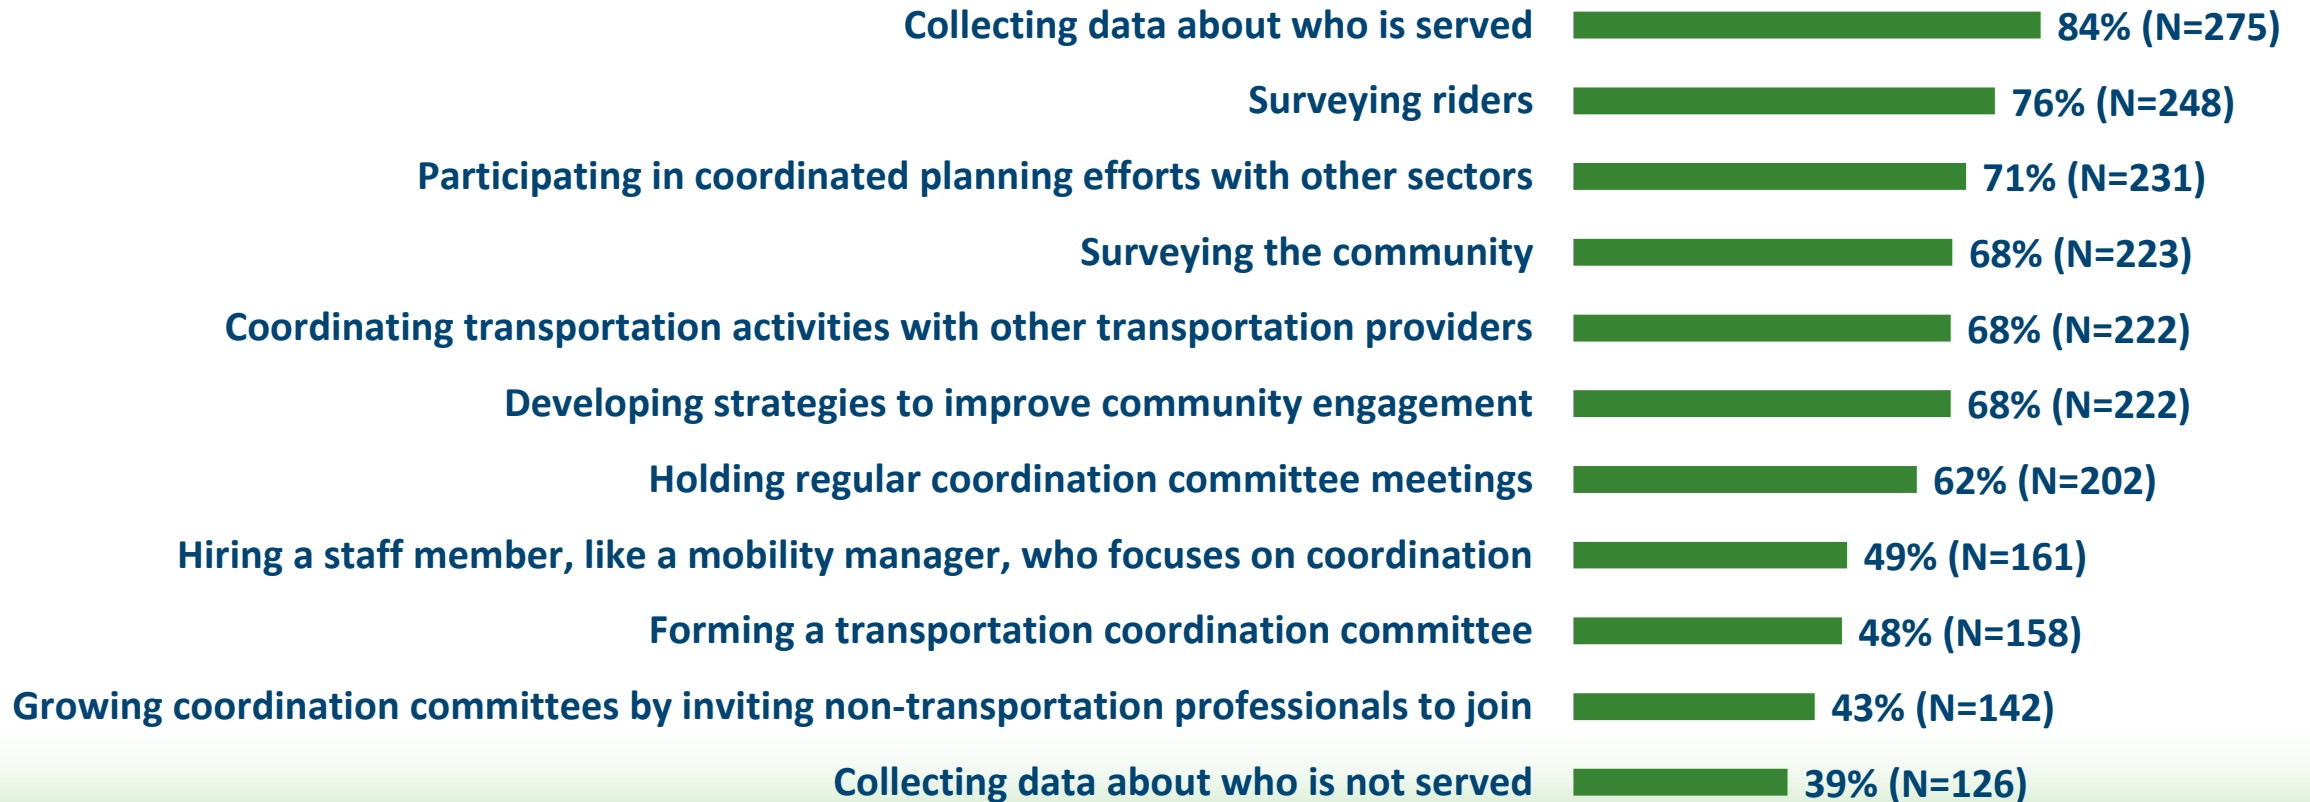 Collecting data about who is served 84% (N=275)
Surveying riders 76% (N=248)
Participating in coordinated planning efforts with other sectors 71% (N=231)
Surveying the community 68% (N=223)
Coordinating transportation activities with other transportation providers 68% (N=222)
Developing strategies to improve community engagement 68% (N=222)
Holding regular coordination committee meetings 62% (N=202)
Hiring a staff member, like a mobility manager, who focuses on coordination 49% (N=161)
Forming a transportation coordination committee 48% (N=158)
Growing coordination committees by inviting non-transportation professionals to join 43% (N=142)
Collecting data about who is not served 39% (N=126)